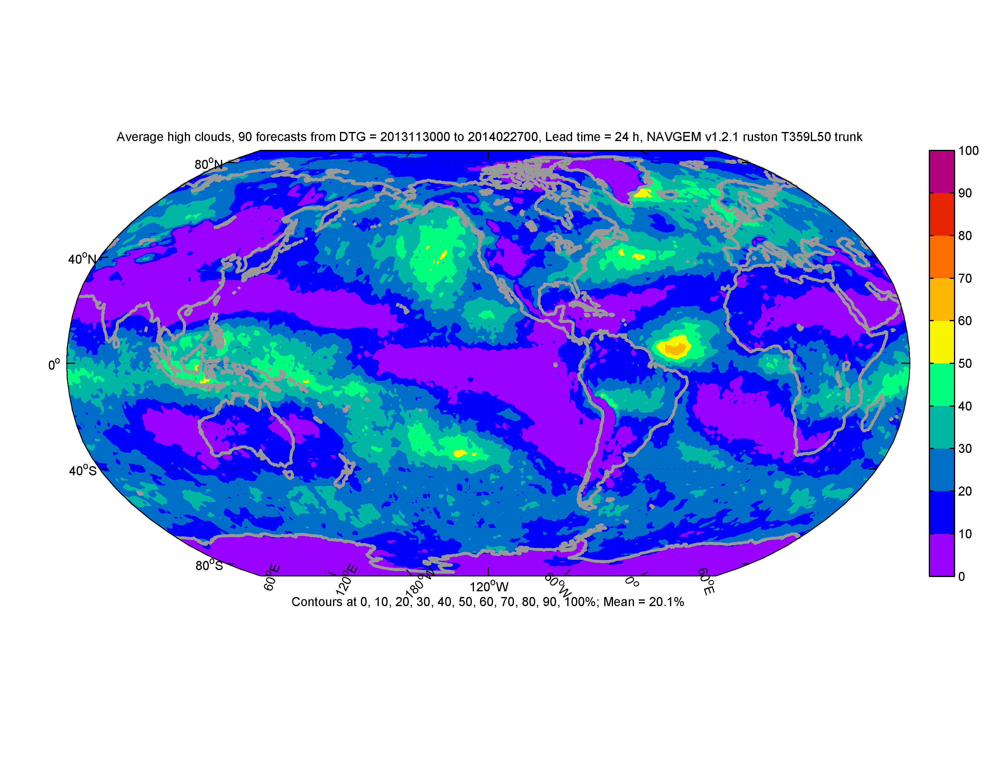 Average high clouds, 90 forecasts from DTG = 2013113000 to 2014022700, Lead time = 24 h, NAVGEM v1.2.1 ruston T359L50 trunk
80°N
40°N
0°
40°S
80°S
60°E
120°E
180°W
120°W
60°W
0°
60°E
Contours at 0, 10, 20, 30, 40, 50, 60, 70, 80, 90, 100%; Mean = 20.1%
100
90
80
70
60
50
40
30
20
10
0